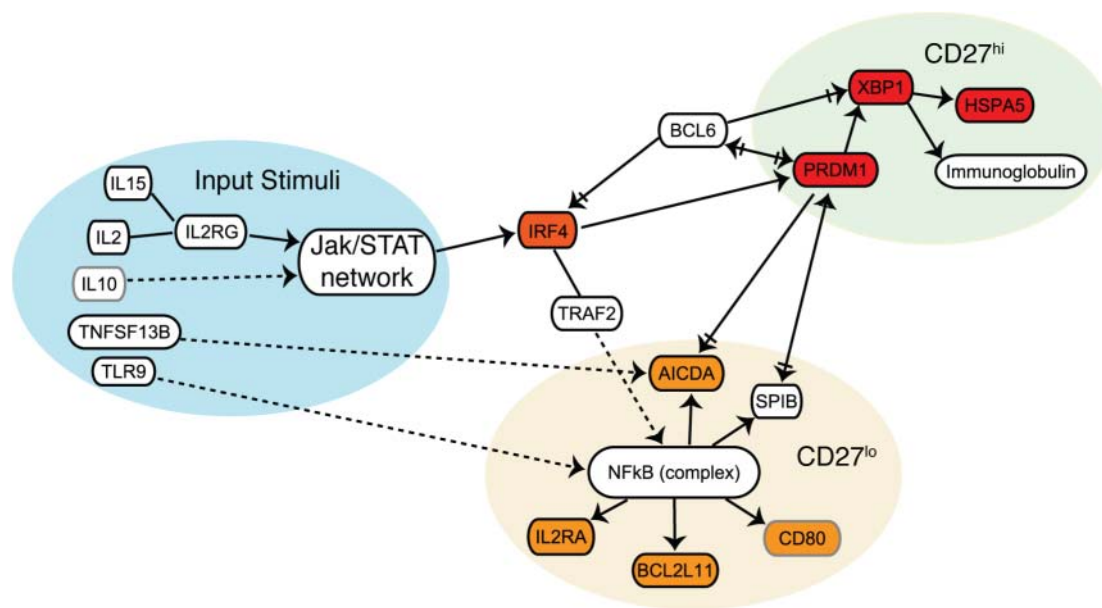 CD27hi
XBP1
HSPA5
BCL6
PRDM1
Immunoglobulin
IL15
Input Stimuli
IL2
IL2RG
Jak/STAT
network
IRF4
IL10
TRAF2
TNFSF13B
TLR9
AICDA
SPIB
CD27lo
NFkB (complex)
IL2RA
CD80
BCL2L11